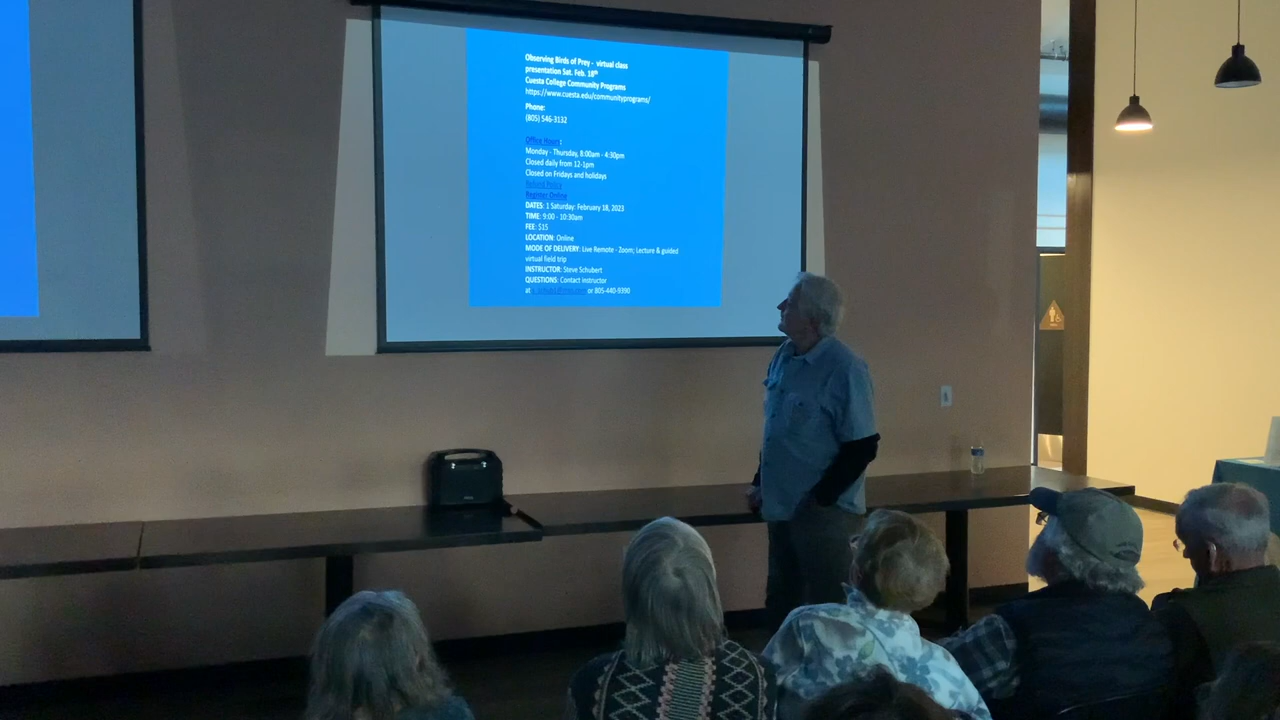 Observing Birds of Prey - virtual class
presentation Sat. Feb. 18th
Cuesta College Community Programs
https://www.cuesta.edu/communityprograms/
Phone:
(805) 546-3132
Office Hours:
Monday - Thursday, 8:00am - 4:30pm
Closed daily from 12-1pm
Closed on Fridays and holidays
Refund Policy
Register Online
DATES: 1 Saturday: February 18, 2023
TIME: 9:00 - 10:30am
FEE: $15
LOCATION: Online
MODE OF DELIVERY: Live Remote - Zoom; Lecture & guided
virtual field trip
INSTRUCTOR: Steve Schubert
QUESTIONS: Contact instructor
at or 805-440-9390